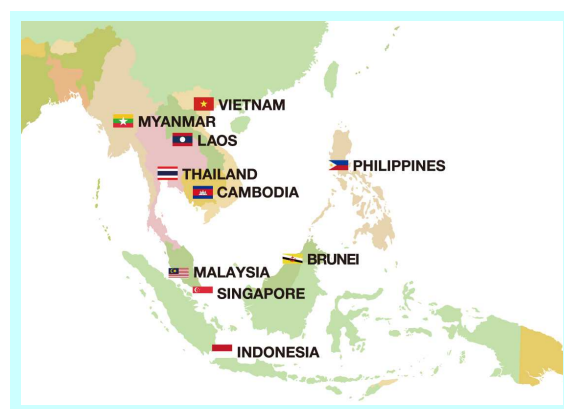 VIETNAM
MYANMAR
LAOS
PHILIPPINES
THAILAND
CAMBODIA
BRUNEI
MALAYSIA
SINGAPORE
INDONESIA